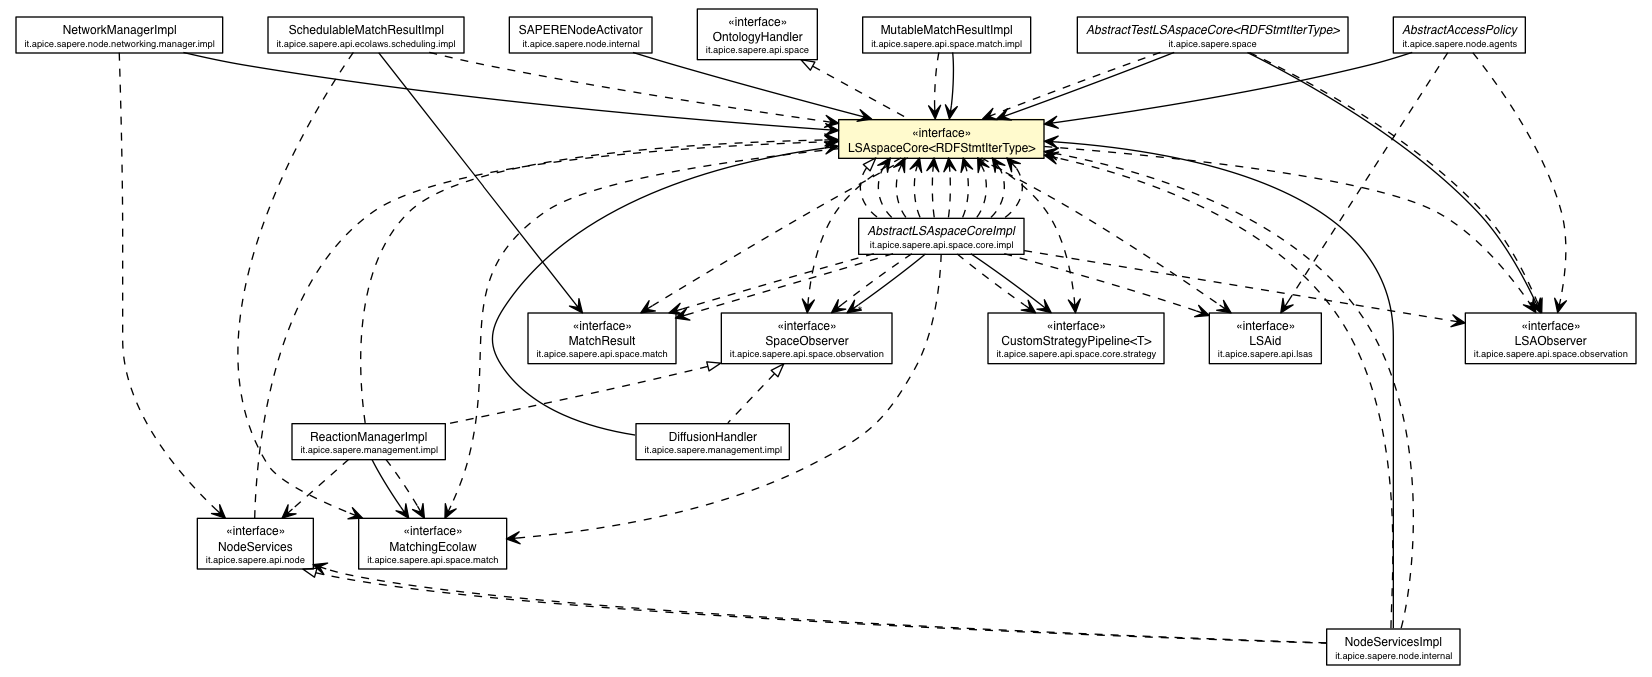 NetworkManagerImpl
it.apice.sapere.node.networking.manager.impl
SchedulableMatchResultImpl
it.apice.sapere.api.ecolaws.scheduling.impl
SAPERENodeActivator
it.apice.sapere.node.internal
«interface»
OntologyHandler
it.apice.sapere.api.space
MutableMatchResultImpl
it.apice.sapere.api.space.match.impl
AbstractTestLSAspaceCore<RDFStmtIterType>
it.apice.sapere.space
AbstractAccessPolicy
it.apice.sapere.node.agents
«interface»
LSAspaceCore<RDFStmtIterType>
AbstractLSAspaceCoreImpl
it.apice.sapere.api.space.core.impl
«interface»
MatchResult
it.apice.sapere.api.space.match
«interface»
SpaceObserver
it.apice.sapere.api.space.observation
«interface»
CustomStrategyPipeline<T>
it.apice.sapere.api.space.core.strategy
«interface»
LSAid
it.apice.sapere.api.lsas
«interface»
LSAObserver
it.apice.sapere.api.space.observation
ReactionManagerImpl
it.apice.sapere.management.impl
DiffusionHandler
it.apice.sapere.management.impl
«interface»
NodeServices
it.apice.sapere.api.node
«interface»
MatchingEcolaw
it.apice.sapere.api.space.match
NodeServicesImpl
it.apice.sapere.node.internal